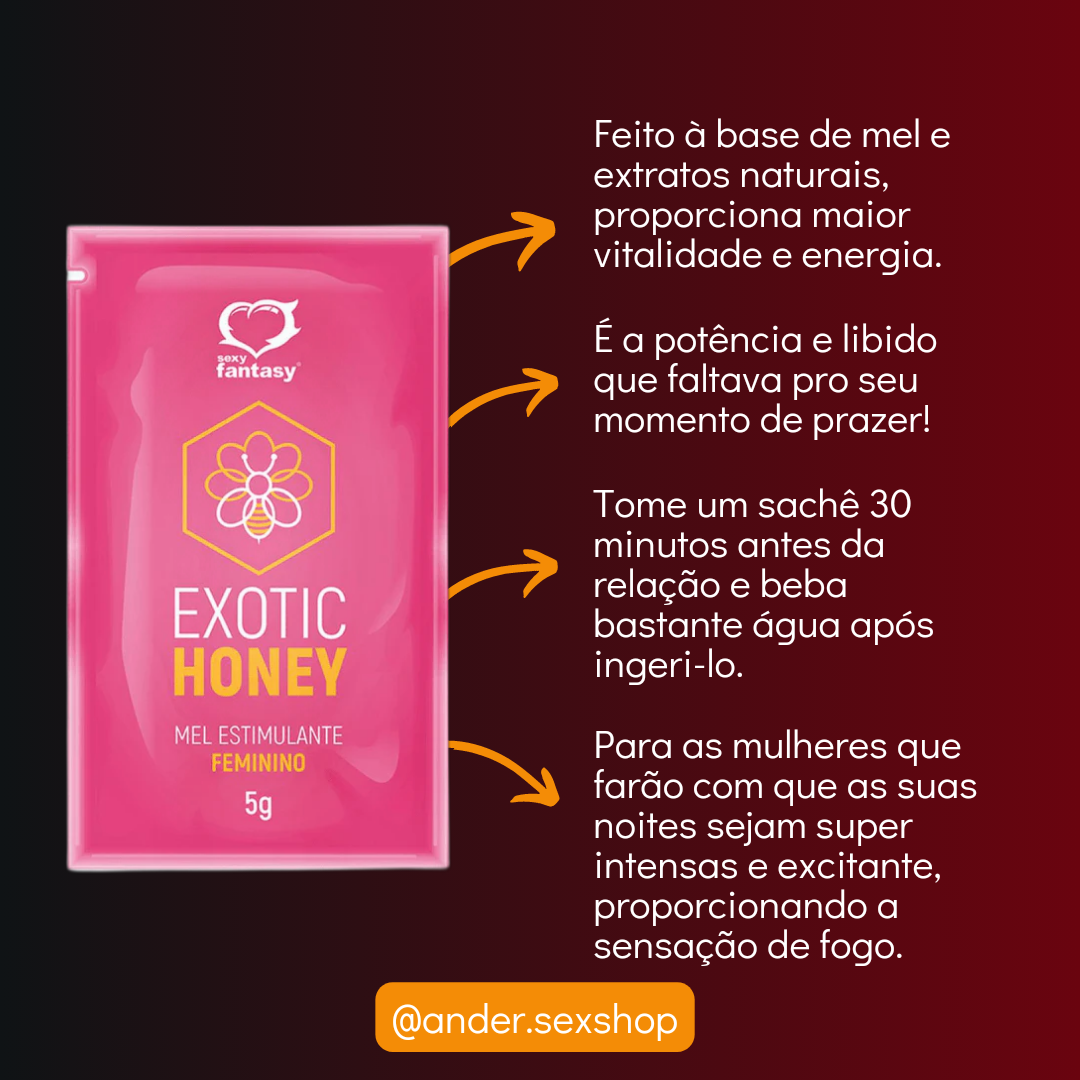 sexy
fantasy
EXOTIC
HONEY
MEL ESTIMULANTE
FEMININO
5g
Feito à base de mel e
extratos naturais,
proporciona maior
vitalidade e energia.
É a potência e libido
que faltava pro seu
momento de prazer!
Tome um sachê 30
minutos antes da
relação e beba
bastante água após
ingeri-lo.
Para as mulheres que
farão com que as suas
noites sejam super
intensas e excitante,
proporcionando a
sensação de fogo.
@ander.sexshop